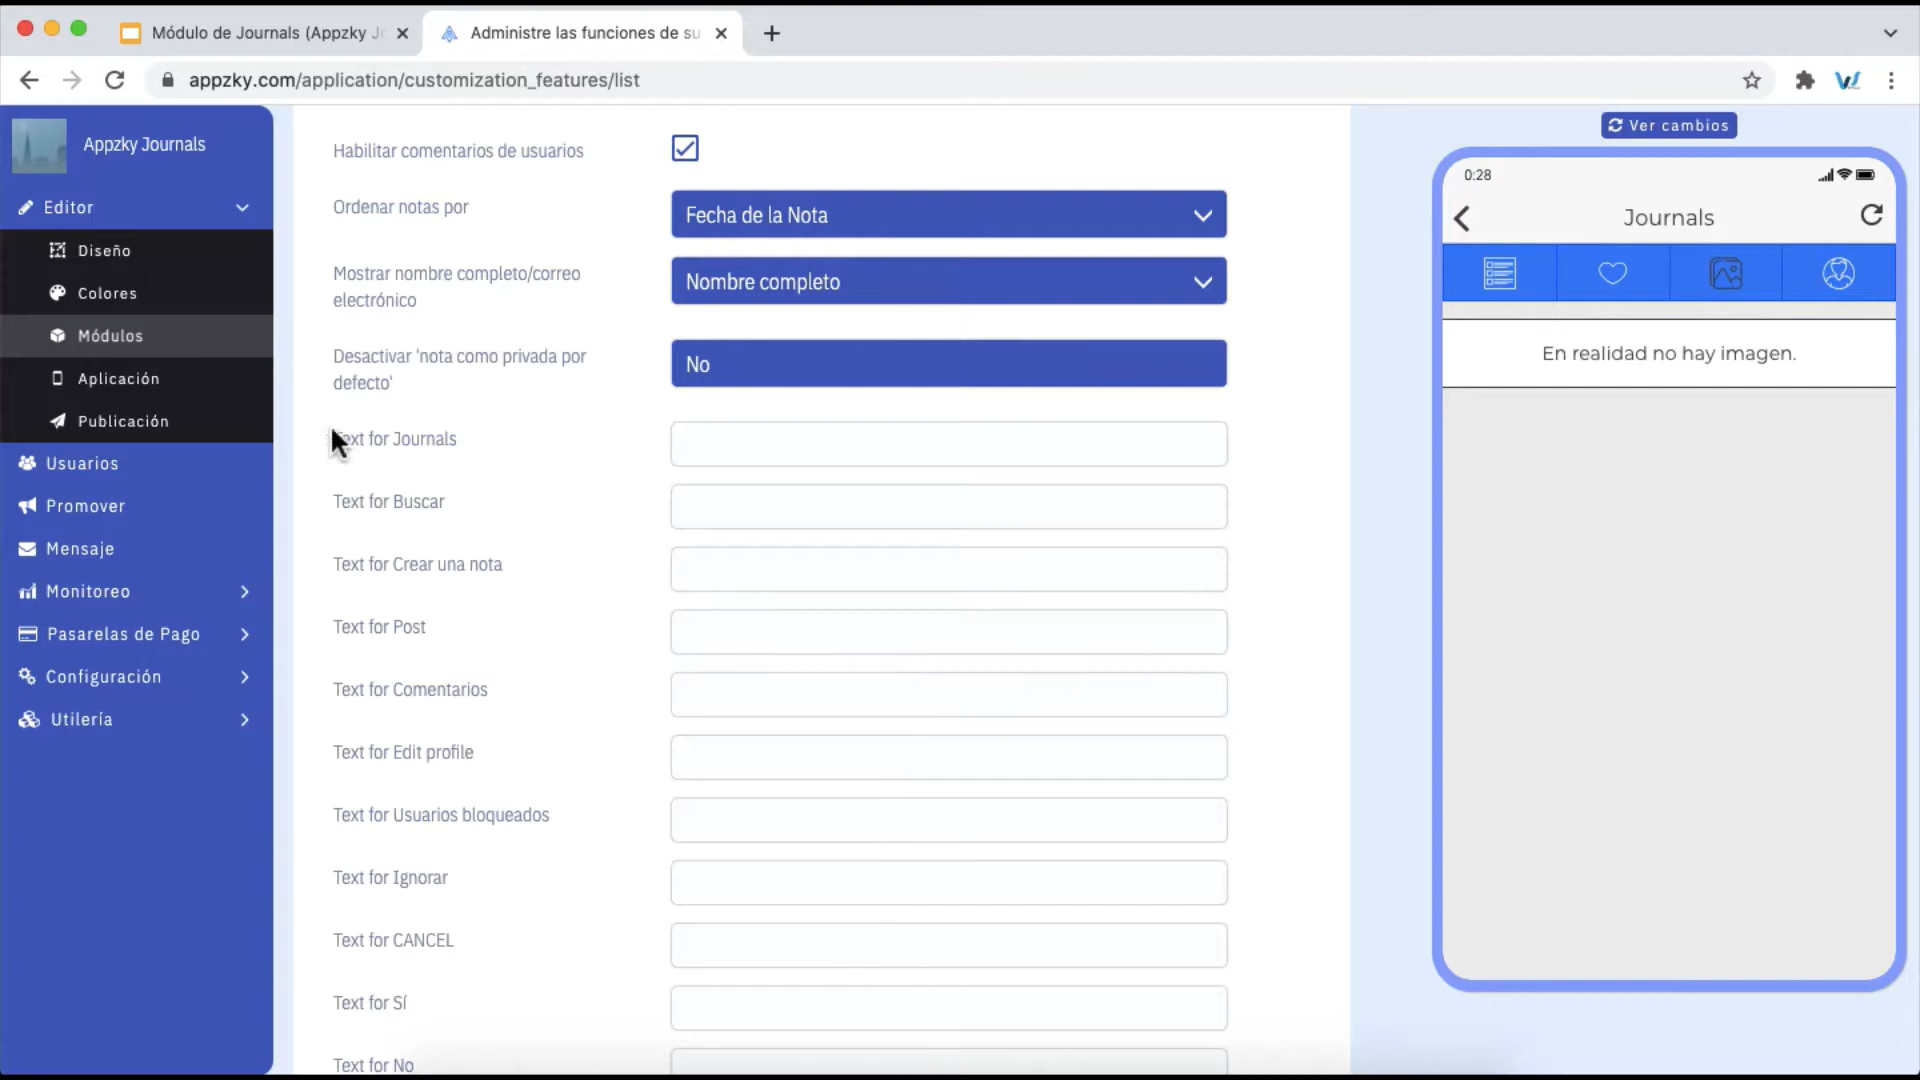 Módulo de Journals (Appzky Jo
Administre las funciones de su
appzky.com/application/customization_features/list
Appzky Journals
Editor
Diseño
Colores
Módulos
Aplicación
Publicación
Usuarios
Promover
Mensaje
Monitoreo
Pasarelas de Pago
Configuración
Utilería
Habilitar comentarios de usuarios
Ordenar notas por
Fecha de la Nota
Mostrar nombre completo/correo
electrónico
Nombre completo
Desactivar 'nota como privada por
defecto'
No
Text for Journals
Text for Buscar
Text for Crear una nota
Text for Post
Text for Comentarios
Text for Edit profile
Text for Usuarios bloqueados
Text for Ignorar
Text for CANCEL
Text for Sí
Text for No
Ver cambios
0:28
Journals
En realidad no hay imagen.